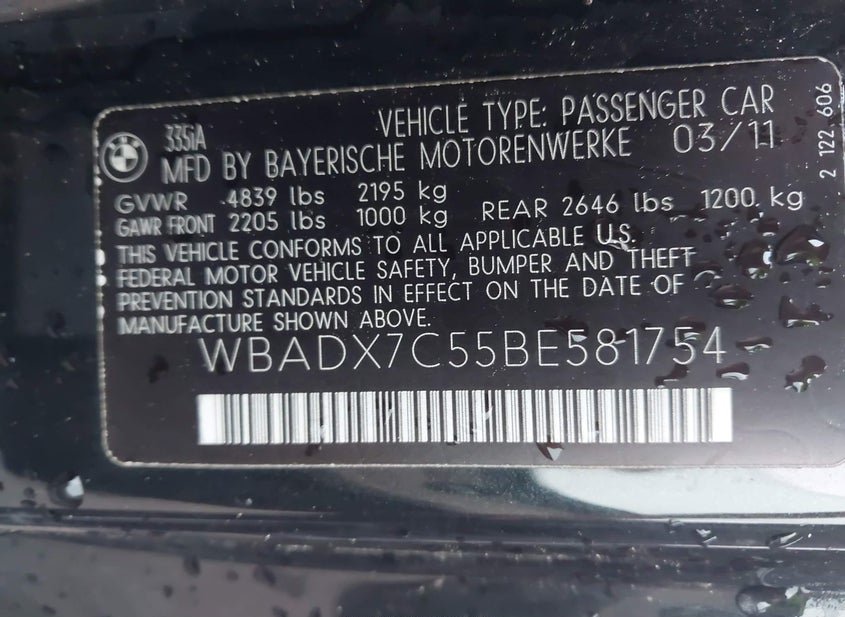 335iA VEHICLE TYPE: PASSENGER CAR
MFD BY BAYERISCHE MOTORENWERKE 03/11
GVWR 4839 lbs 2195 kg
GAWR FRONT 2205 lbs 1000 kg REAR 2646 lbs 1200 kg
THIS VEHICLE CONFORMS TO ALL APPLICABLE U.S.
FEDERAL MOTOR VEHICLE SAFETY, BUMPER AND THEFT
PREVENTION STANDARDS IN EFFECT ON THE DATE OF
MANUFACTURE SHOWN ABOVE.
WBADX7C55BE581754
2 122 606